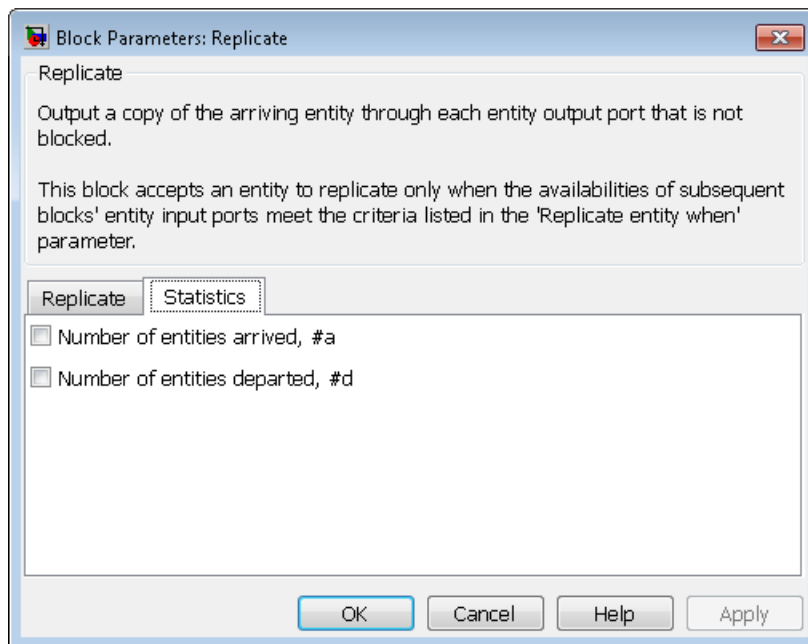 Block Parameters: Replicate
Replicate
Output a copy of the arriving entity through each entity output port that is not
blocked.
This block accepts an entity to replicate only when the availabilities of subsequent
blocks' entity input ports meet the criteria listed in the 'Replicate entity when'
parameter.
Replicate Statistics
Number of entities arrived, #a
Number of entities departed, #d
OK Cancel Help Apply